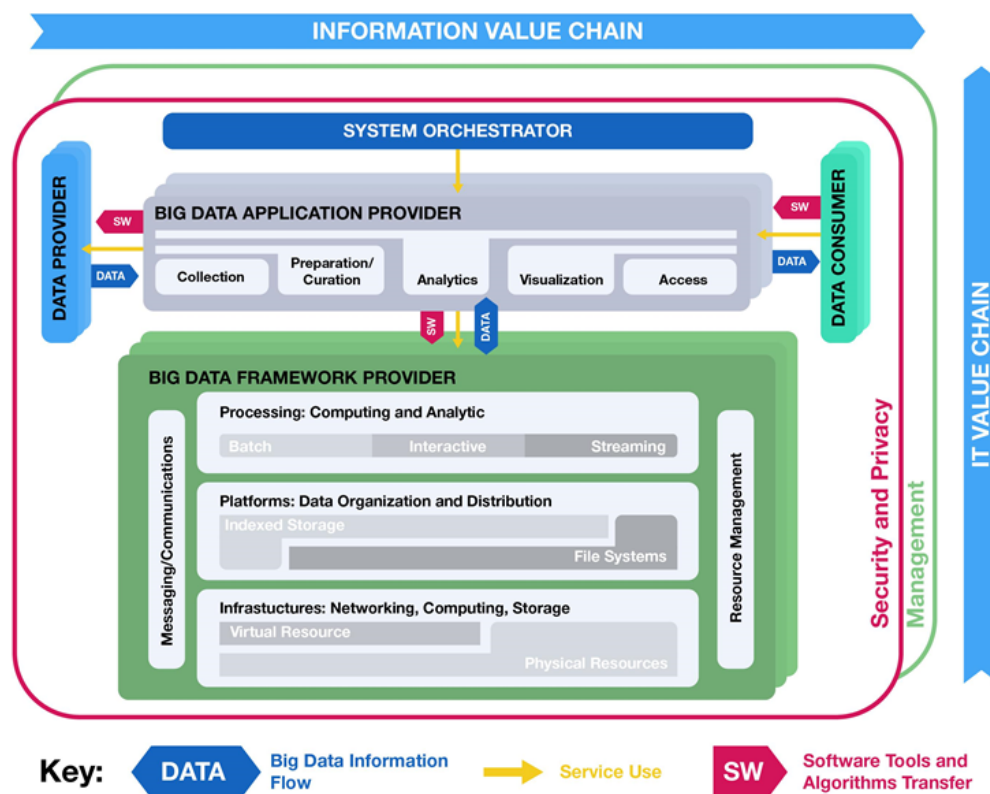 INFORMATION VALUE CHAIN
SYSTEM ORCHESTRATOR
DATA PROVIDER
SW
DATA
BIG DATA APPLICATION PROVIDER
Collection
Preparation/
Curation
Analytics
Visualization
Access
SW
DATA
DATA CONSUMER
SW
DATA
BIG DATA FRAMEWORK PROVIDER
Messaging/Communications
Processing: Computing and Analytic
Batch
Interactive
Streaming
Platforms: Data Organization and Distribution
Indexed Storage
File Systems
Infrastuctures: Networking, Computing, Storage
Virtual Resource
Physical Resources
Resource Management
Security and Privacy
Management
IT VALUE CHAIN
Key:
DATA
Big Data Information
Flow
Service Use
SW
Software Tools and
Algorithms Transfer